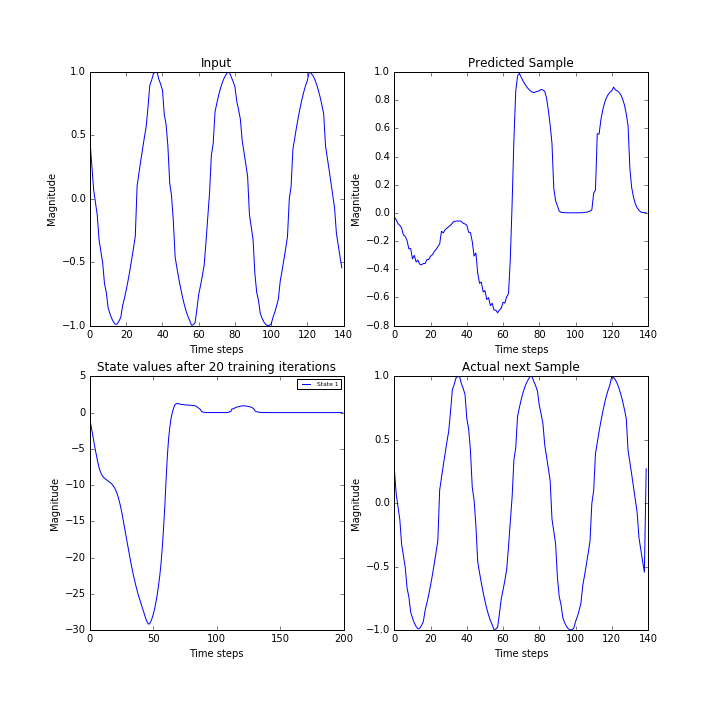 Input
Magnitude
1.0
0.5
0.0
−0.5
−1.0
0 20 40 60 80 100 120 140
Time steps
Predicted Sample
Magnitude
1.0
0.8
0.6
0.4
0.2
0.0
−0.2
−0.4
−0.6
−0.8
0 20 40 60 80 100 120 140
Time steps
State values after 20 training iterations
State 1
Magnitude
5
0
−5
−10
−15
−20
−25
−30
0 50 100 150 200
Time steps
Actual next Sample
Magnitude
1.0
0.5
0.0
−0.5
−1.0
0 20 40 60 80 100 120 140
Time steps